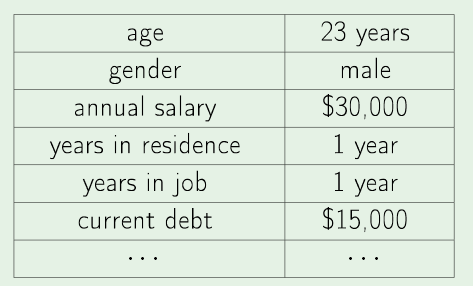 age 23 years
gender male
annual salary $30,000
years in residence 1 year
years in job 1 year
current debt $15,000
... ...